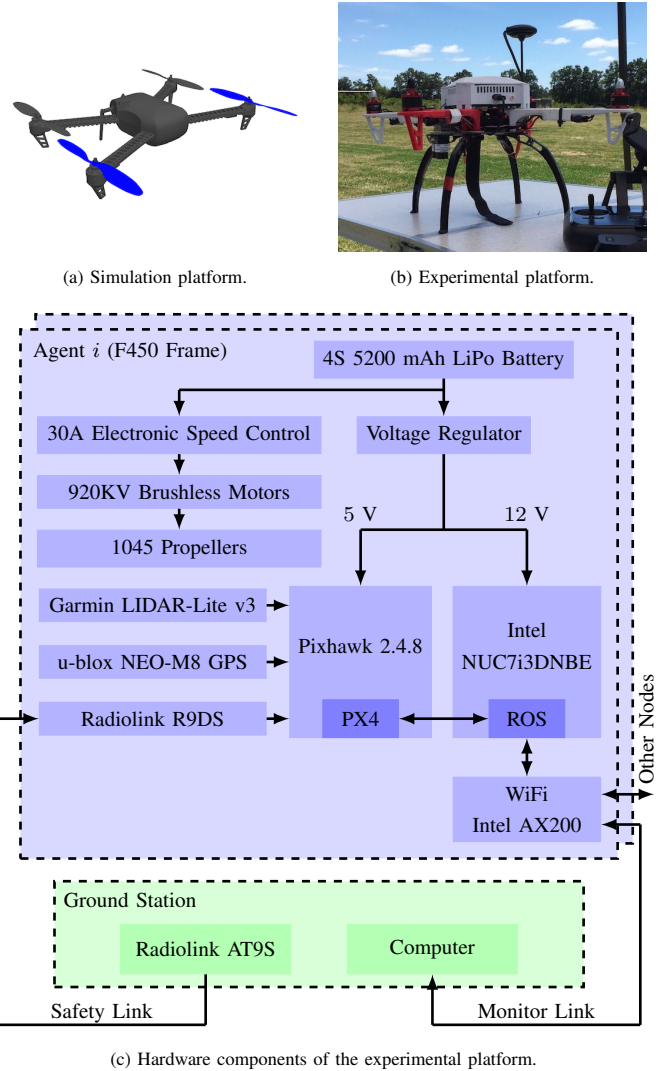 (a) Simulation platform.
(b) Experimental platform.
Agent i (F450 Frame)
4S 5200 mAh LiPo Battery
30A Electronic Speed Control
Voltage Regulator
920KV Brushless Motors
5 V
12 V
1045 Propellers
Garmin LIDAR-Lite v3
Pixhawk 2.4.8
Intel
NUC7i3DNBE
u-blox NEO-M8 GPS
Radiolink R9DS
PX4
ROS
Other Nodes
WiFi
Intel AX200
Ground Station
Radiolink AT9S
Computer
Safety Link
Monitor Link
(c) Hardware components of the experimental platform.